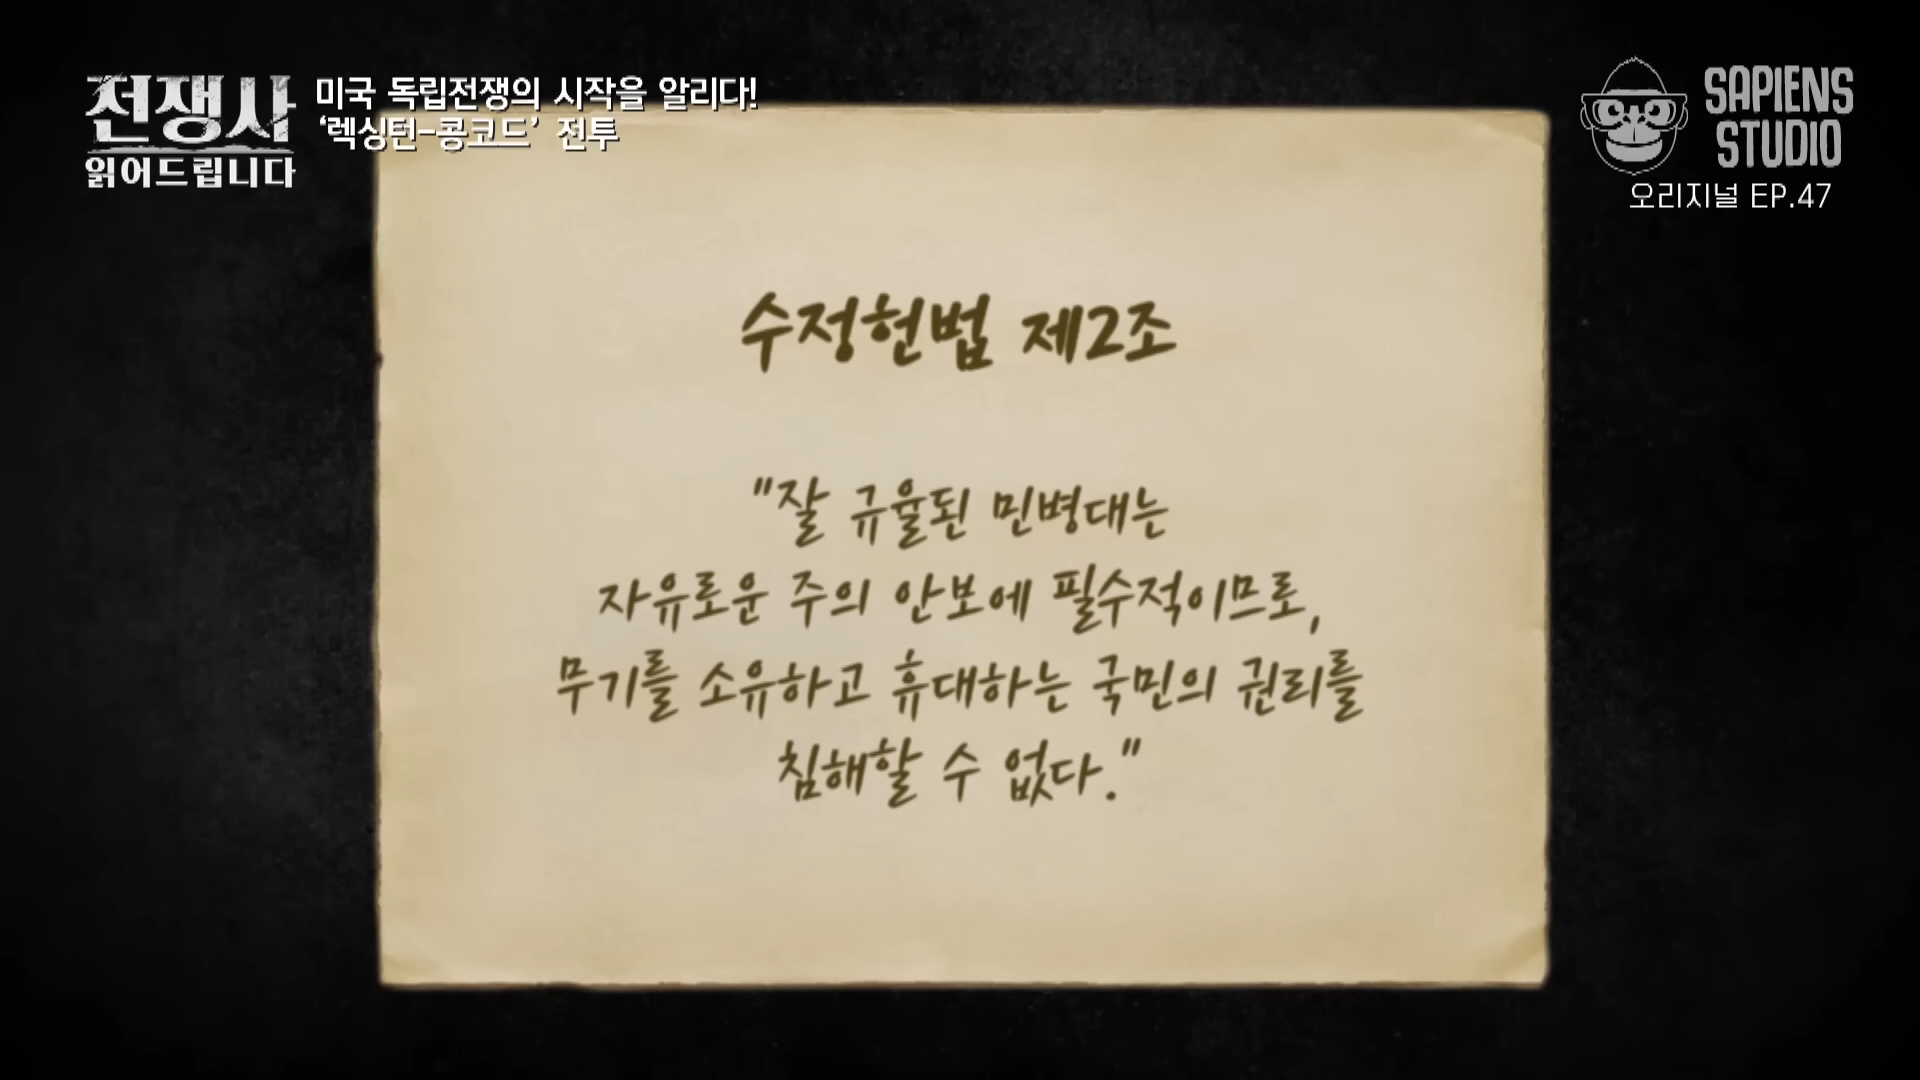 전쟁사
읽어드립니다
미국 독립전쟁의 시작을 알리다!
‘렉싱턴-콩코드’ 전투
SAPIENS
STUDIO
오리지널 EP.47
수정헌법 제2조
"잘 규율된 민병대는
자유로운 주의 안보에 필수적이므로,
무기를 소유하고 휴대하는 국민의 권리를
침해할 수 없다."